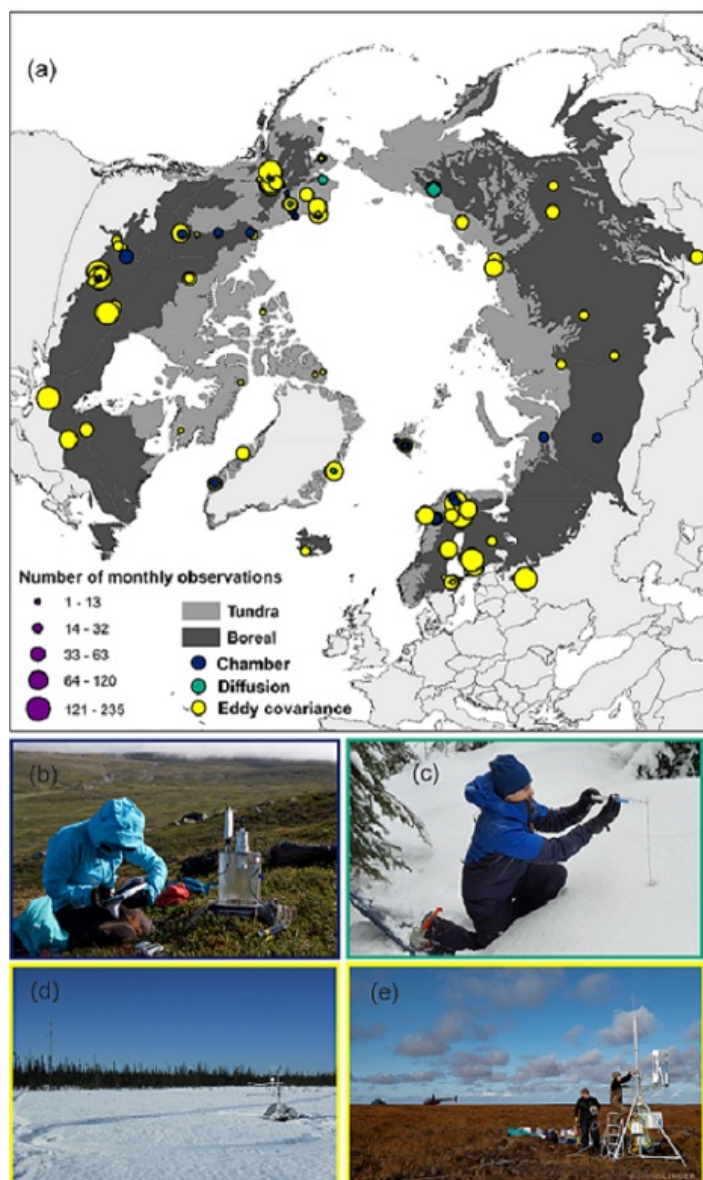 (a)
Number of monthly observations
1 - 13
14 - 32
33 - 63
64 - 120
121 - 235
Tundra
Boreal
Chamber
Diffusion
Eddy covariance
(b)
(c)
(d)
(e)